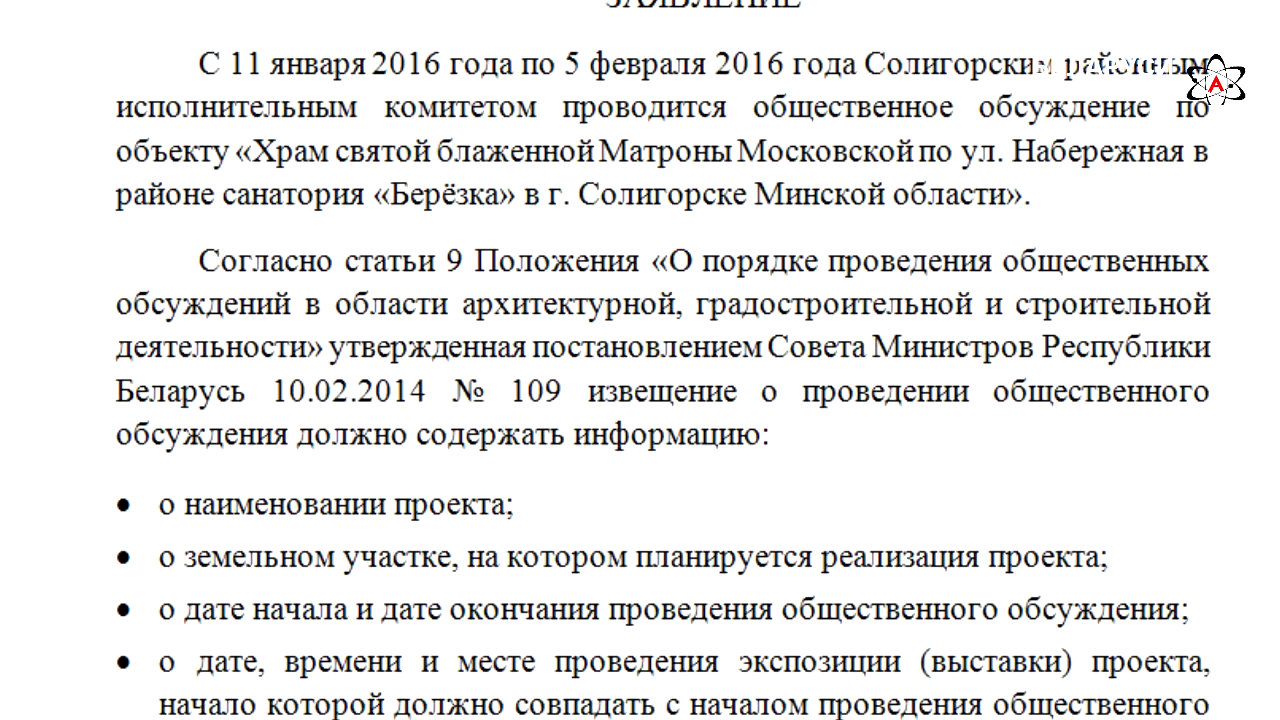 ЗАЯВЛЕНИЕ
С 11 января 2016 года по 5 февраля 2016 года Солигорским районным
исполнительным комитетом проводится общественное обсуждение по
объекту «Храм святой блаженной Матроны Московской по ул. Набережная в
районе санатория «Берёзка» в г. Солигорске Минской области».
Согласно статьи 9 Положения «О порядке проведения общественных
обсуждений в области архитектурной, градостроительной и строительной
деятельности» утвержденная постановлением Совета Министров Республики
Беларусь 10.02.2014 № 109 извещение о проведении общественного
обсуждения должно содержать информацию:
• о наименовании проекта;
• о земельном участке, на котором планируется реализация проекта;
• о дате начала и дате окончания проведения общественного обсуждения;
• о дате, времени и месте проведения экспозиции (выставки) проекта,
начало которой должно совпадать с началом проведения общественного